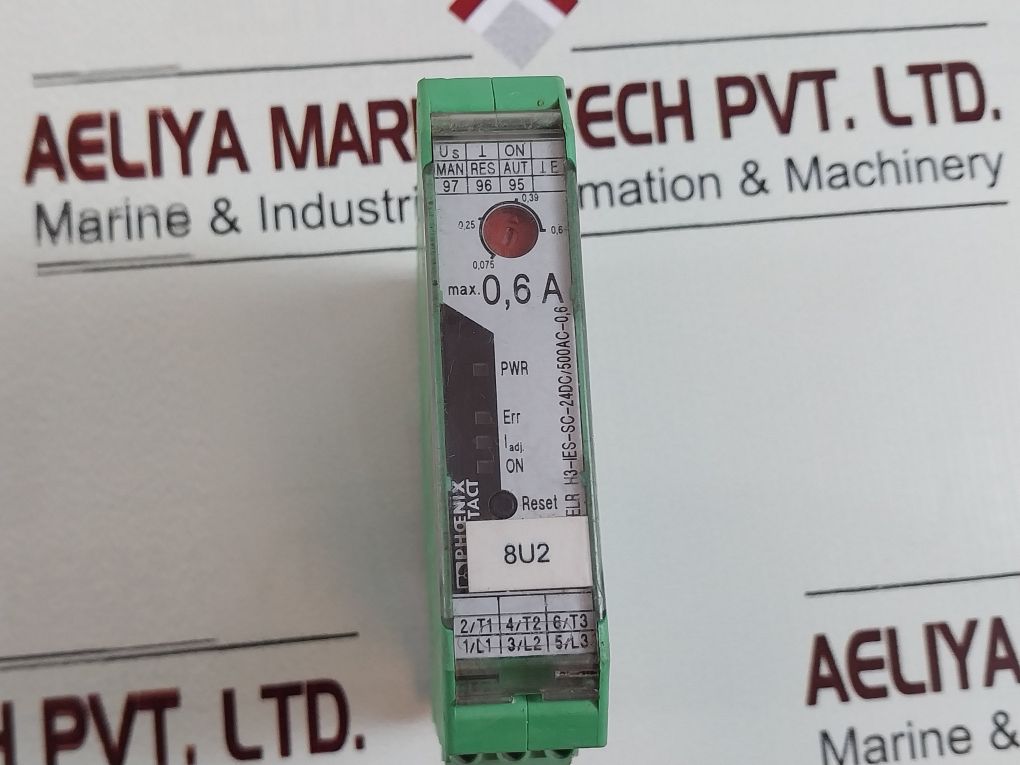 AELIYA MAR TECH PVT. LTD.
Marine & Industri mation & Machinery
Us ⊥ ON
MAN RES AUT ⊥E
97 96 95
0,39
0,25
0,6
0,075
max. 0,6 A
PWR
Err
I adj.
ON
Reset
ELR H3-IES-SC-24DC/500AC-0,6
PHŒNIX
TACT
8U2
2/T1 4/T2 6/T3
1/L1 3/L2 5/L3
AELIYA
Marine &
H PVT. LTD.